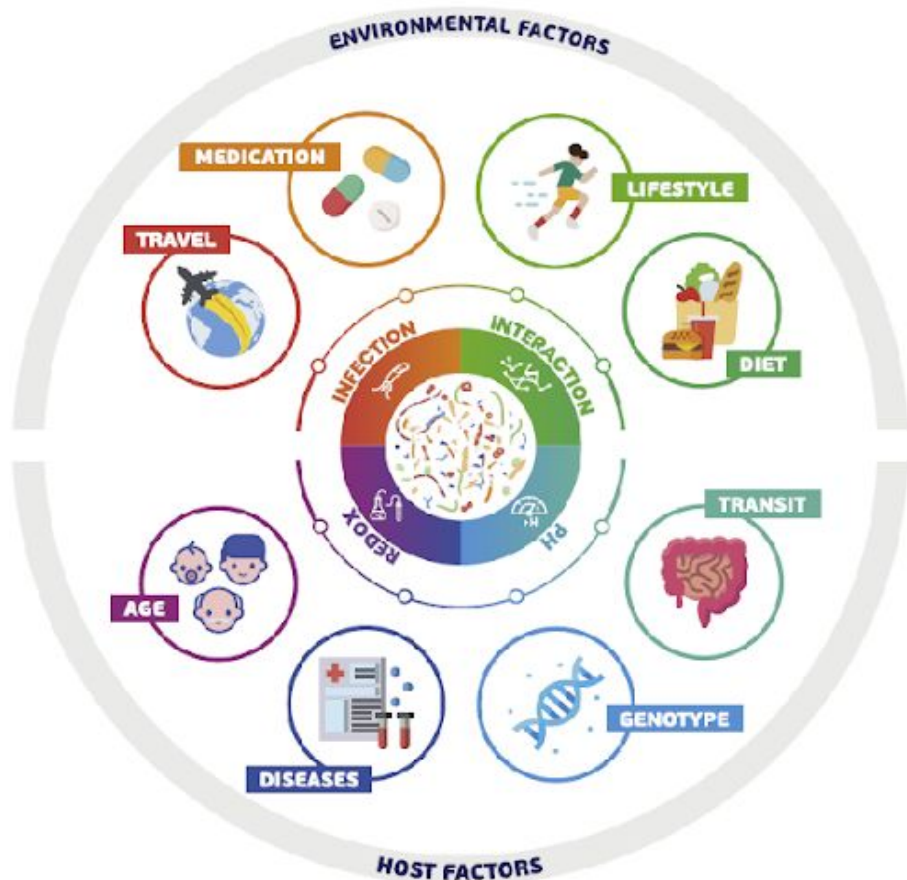 ENVIRONMENTAL FACTORS
MEDICATION
LIFESTYLE
TRAVEL
DIET
INFECTION
INTERACTION
REDOX
PH
TRANSIT
AGE
GENOTYPE
DISEASES
HOST FACTORS